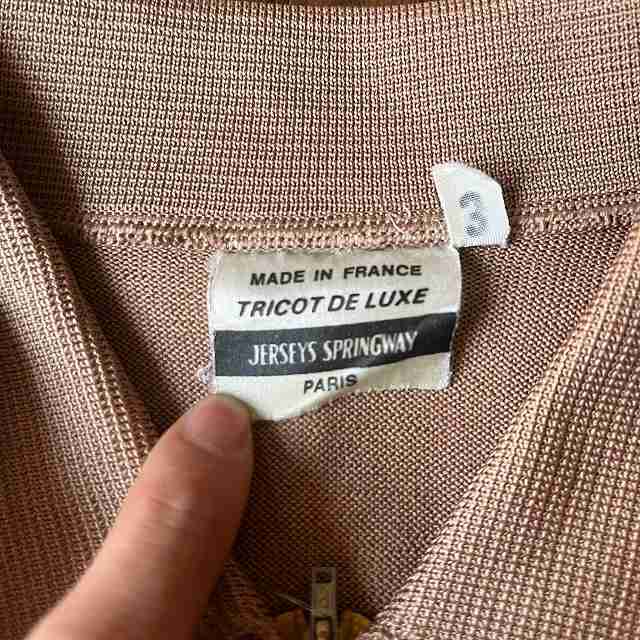 3
MADE IN FRANCE
TRICOT DE LUXE
JERSEYS SPRINGWAY
PARIS